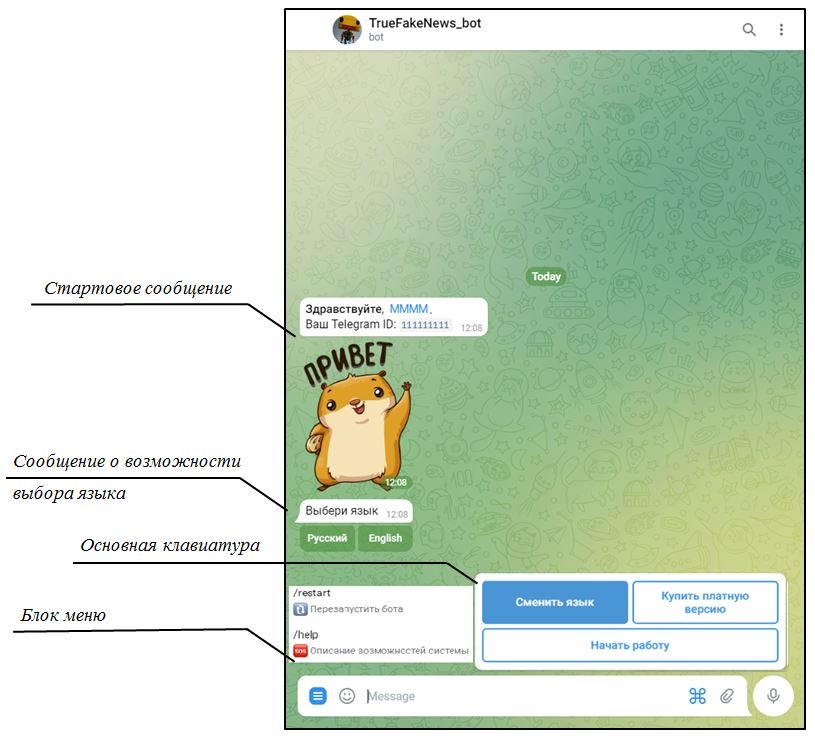 TrueFakeNews_bot
bot
Today
Стартовое сообщение
Здравствуйте, MMMM.
Ваш Telegram ID: 111111111 12:08
ПРИВЕТ
12:08
Сообщение о возможности
выбора языка
Выбери язык 12:08
Русский English
Основная клавиатура
/restart
Перезапустить бота
/help
SOS Описание возможностей системы
Сменить язык
Купить платную
версию
Начать работу
Блок меню
Message